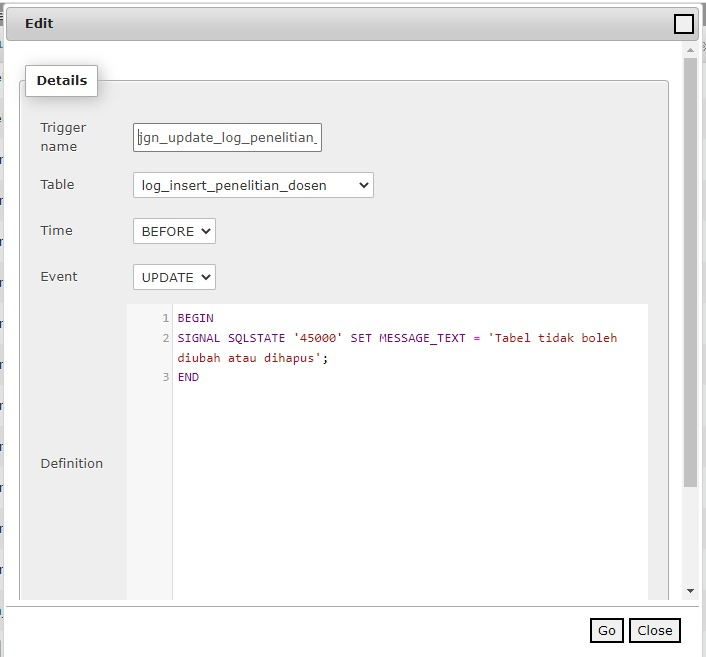 Edit
Details
Trigger
name
jgn_update_log_penelitian_
Table
log_insert_penelitian_dosen
Time
BEFORE
Event
UPDATE
Definition
1 BEGIN
2 SIGNAL SQLSTATE '45000' SET MESSAGE_TEXT = 'Tabel tidak boleh
diubah atau dihapus';
3 END
Go
Close